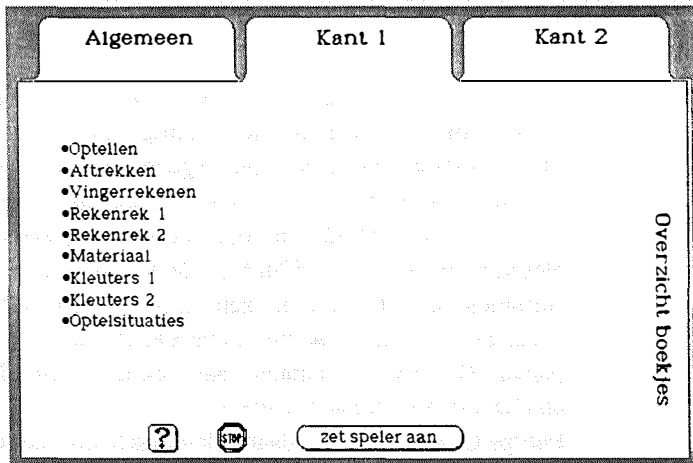 Algemeen Kant 1 Kant 2
•Optellen
•Aftrekken
•Vingerrekenen
•Rekenrek 1
•Rekenrek 2
•Materiaal
•Kleuters 1
•Kleuters 2
•Optelsituaties
Overzicht boekjes
? STOP zet speler aan